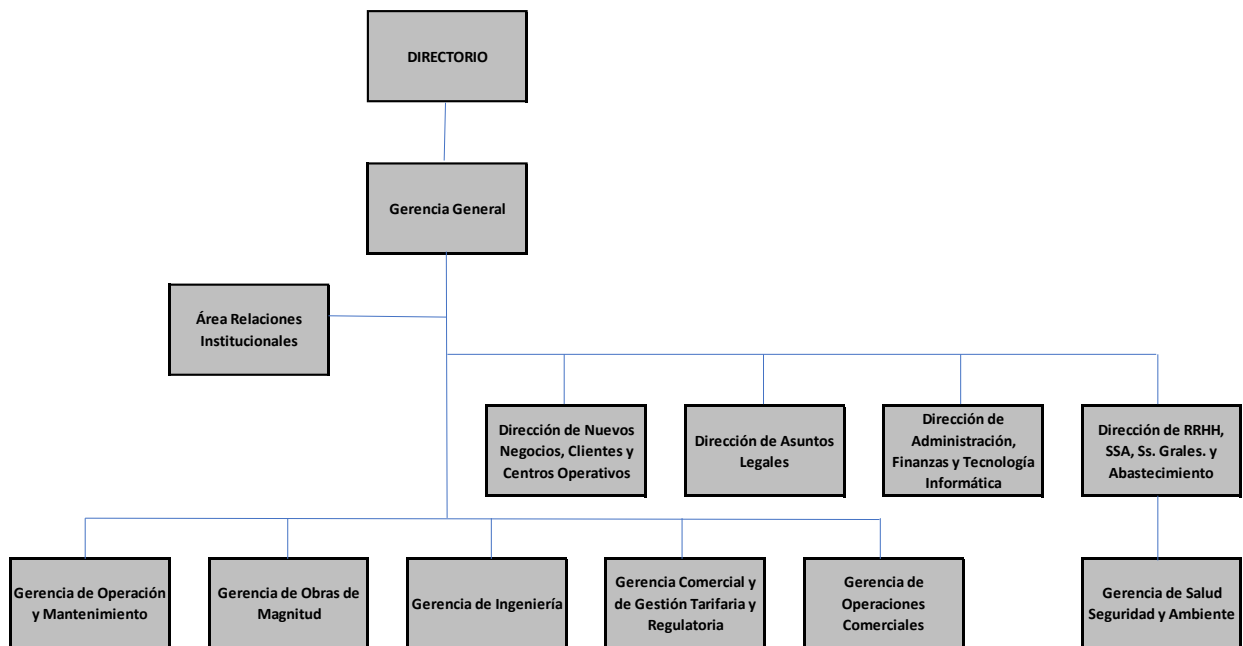 DIRECTORIO
Gerencia General
Área Relaciones
Institucionales
Dirección de Nuevos
Negocios, Clientes y
Centros Operativos
Dirección de Asuntos
Legales
Dirección de
Administración,
Finanzas y Tecnología
Informática
Dirección de RRHH,
SSA, Ss. Grales. y
Abastecimiento
Gerencia de Operación
y Mantenimiento
Gerencia de Obras de
Magnitud
Gerencia de Ingeniería
Gerencia Comercial y
de Gestión Tarifaria y
Regulatoria
Gerencia de
Operaciones
Comerciales
Gerencia de Salud
Seguridad y Ambiente